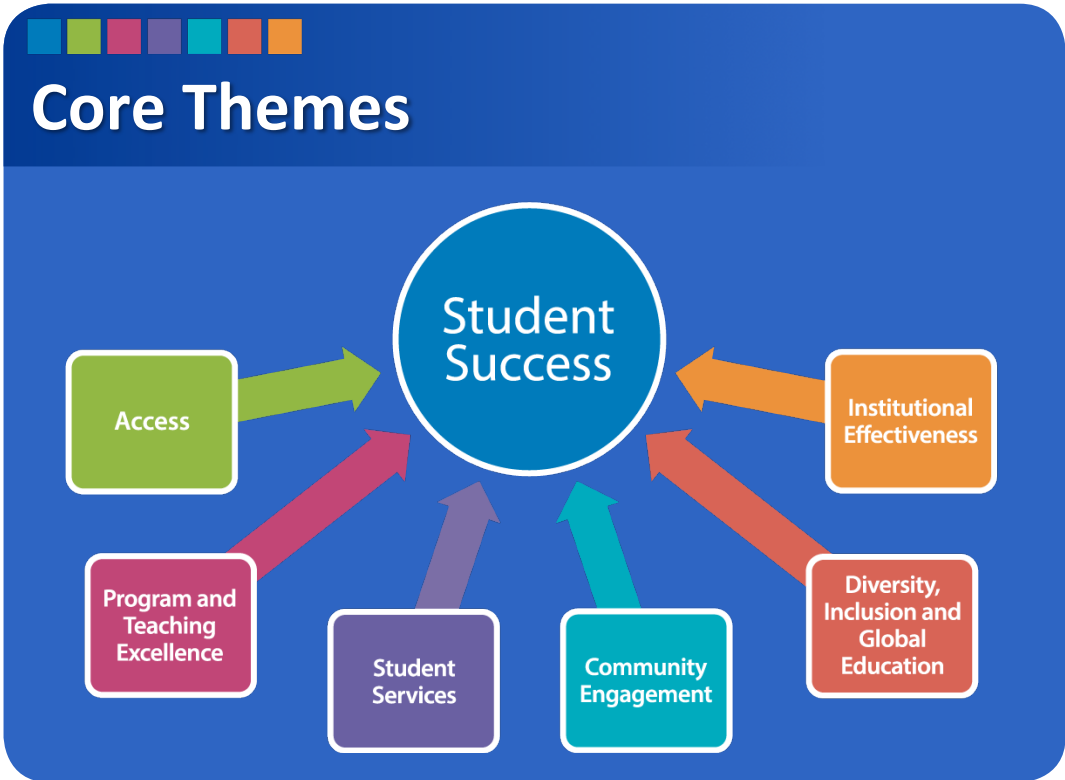 Core Themes
Student
Success
Access
Institutional
Effectiveness
Program and
Teaching
Excellence
Diversity,
Inclusion and
Global
Education
Student
Services
Community
Engagement